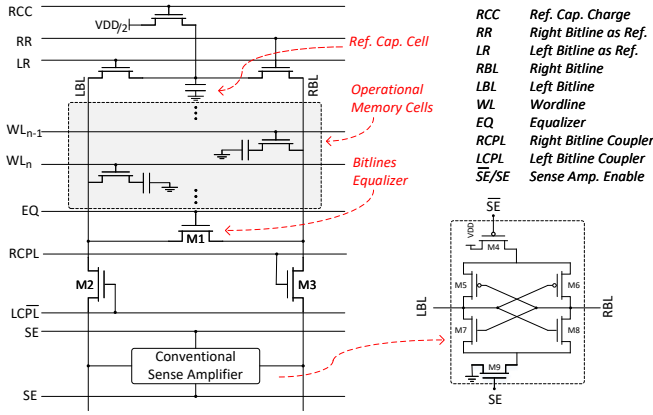 RCC
VDD/2
RR
LR
LBL
RBL
Ref. Cap. Cell
Operational
Memory Cells
WLn-1
WLn
Bitlines
Equalizer
EQ
M1
RCPL
M2
M3
LCPL
SE
Conventional
Sense Amplifier
SE
RCC Ref. Cap. Charge
RR Right Bitline as Ref.
LR Left Bitline as Ref.
RBL Right Bitline
LBL Left Bitline
WL Wordline
EQ Equalizer
RCPL Right Bitline Coupler
LCPL Left Bitline Coupler
S̅E̅/SE Sense Amp. Enable
S̅E̅
VDD
M4
M5
M6
LBL
RBL
M7
M8
M9
SE